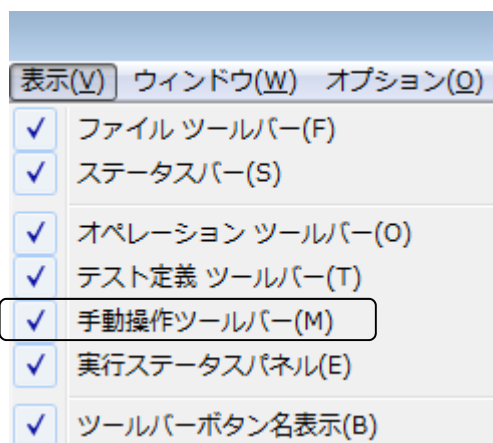 表示(V) ウィンドウ(W) オプション(O)
ファイル ツールバー(F)
ステータスバー(S)
オペレーション ツールバー(O)
テスト定義 ツールバー(T)
手動操作ツールバー(M)
実行ステータスパネル(E)
ツールバーボタン名表示(B)